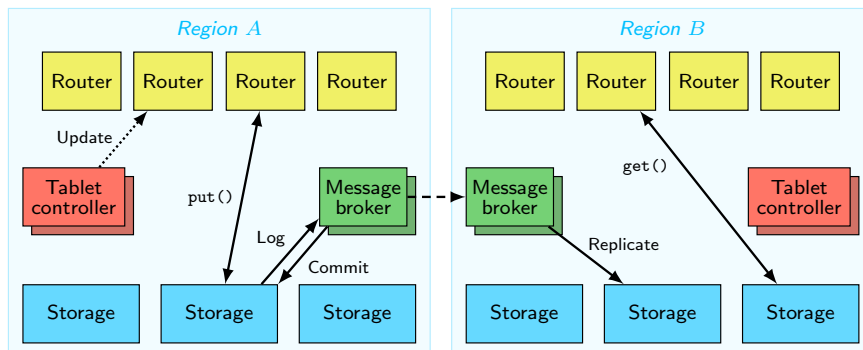 Region A
Region B
Router
Router
Router
Router
Router
Router
Router
Router
Update
Tablet
controller
put()
Message
broker
Message
broker
get()
Tablet
controller
Log
Commit
Replicate
Storage
Storage
Storage
Storage
Storage
Storage